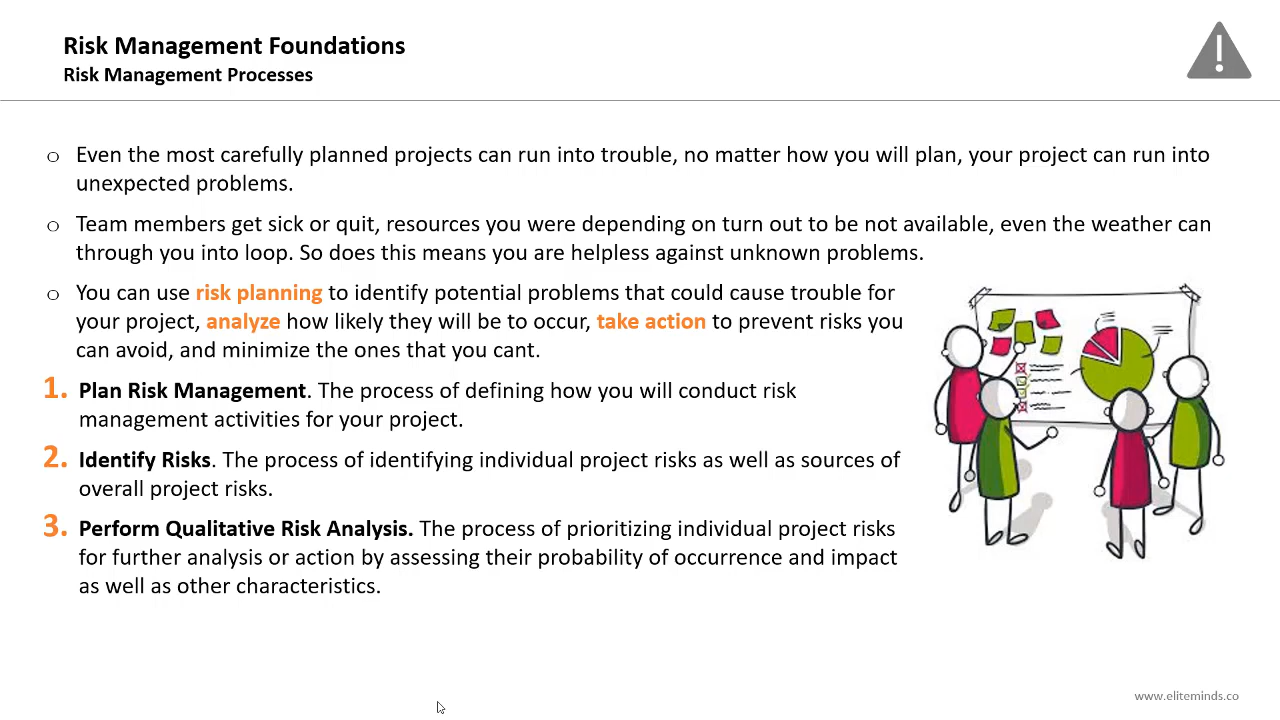 Risk Management Foundations
Risk Management Processes
o Even the most carefully planned projects can run into trouble, no matter how you will plan, your project can run into
unexpected problems.
o Team members get sick or quit, resources you were depending on turn out to be not available, even the weather can
through you into loop. So does this means you are helpless against unknown problems.
o You can use risk planning to identify potential problems that could cause trouble for
your project, analyze how likely they will be to occur, take action to prevent risks you
can avoid, and minimize the ones that you cant.
1. Plan Risk Management. The process of defining how you will conduct risk
management activities for your project.
2. Identify Risks. The process of identifying individual project risks as well as sources of
overall project risks.
3. Perform Qualitative Risk Analysis. The process of prioritizing individual project risks
for further analysis or action by assessing their probability of occurrence and impact
as well as other characteristics.
www.eliteminds.co